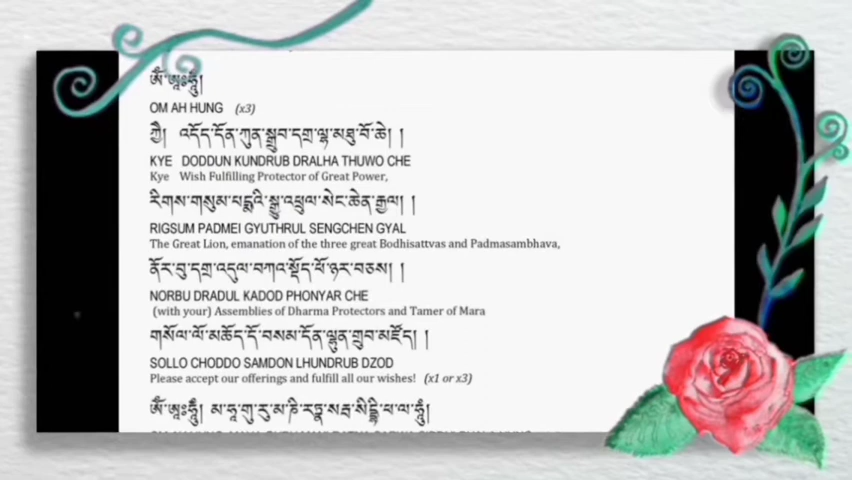 ༀ་ཨཱཿཧཱུྃ།
OM AH HUNG (x3)
ཀྱཻ། འདོད་དོན་ཀུན་སྒྲུབ་དགྲ་ལྷ་མཐུ་བོ་ཆེ། །
KYE DODDUN KUNDRUB DRALHA THUWO CHE
Kye Wish Fulfilling Protector of Great Power,
རིགས་གསུམ་པདྨའི་སྒྱུ་འཕྲུལ་སེང་ཆེན་རྒྱལ། །
RIGSUM PADMEI GYUTHRUL SENGCHEN GYAL
The Great Lion, emanation of the three great Bodhisattvas and Padmasambhava,
ནོར་བུ་དགྲ་འདུལ་བཀའ་སྡོད་ཕོ་ཉར་བཅས། །
NORBU DRADUL KADOD PHONYAR CHE
(with your) Assemblies of Dharma Protectors and Tamer of Mara
གསོལ་ལོ་མཆོད་དོ་བསམ་དོན་ལྷུན་གྲུབ་མཛོད། །
SOLLO CHODDO SAMDON LHUNDRUB DZOD
Please accept our offerings and fulfill all our wishes! (x1 or x3)
ༀ་ཨཱཿཧཱུྃ། མ་ཧཱ་གུ་རུ་མ་ཎི་རཏྣ་སརྦ་སིདྡྷི་ཕ་ལ་ཧཱུྃ།